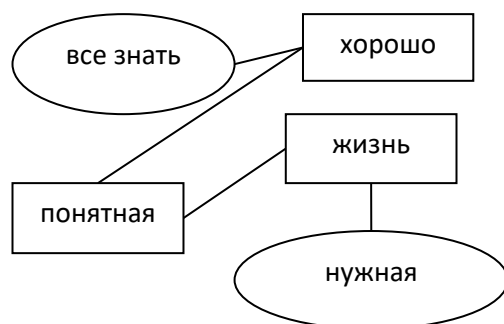 все знать
хорошо
жизнь
понятная
нужная